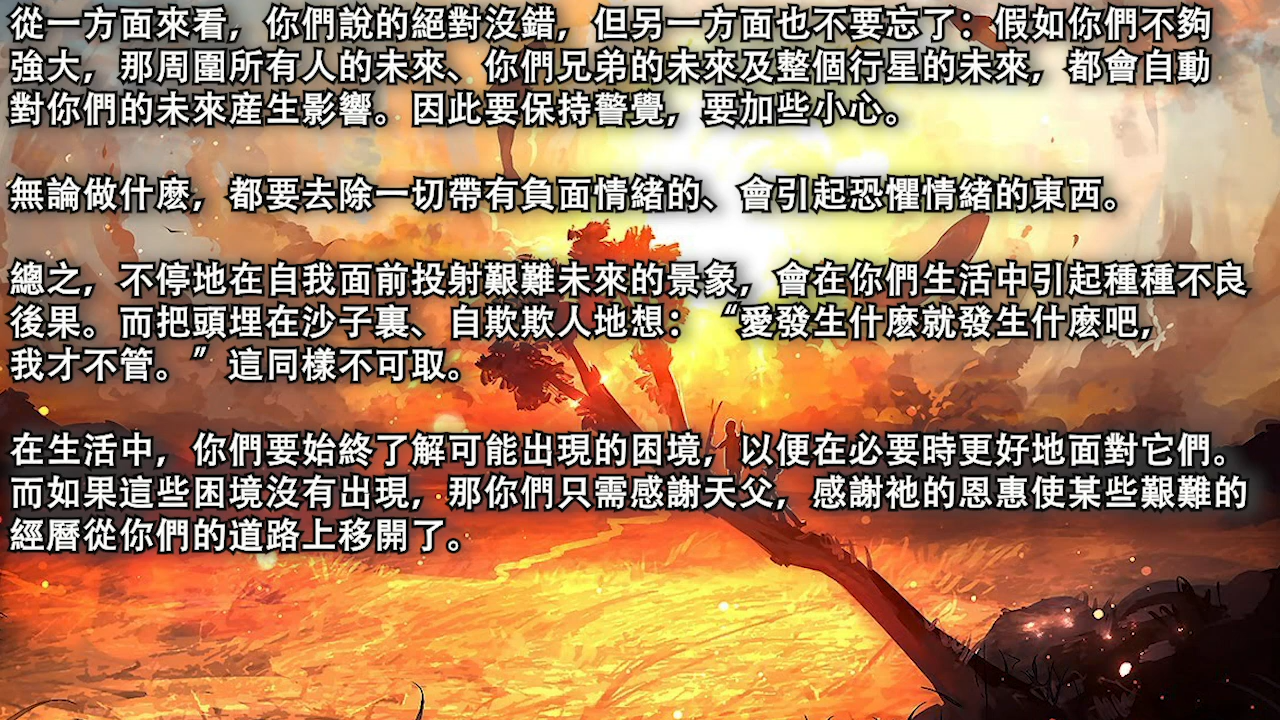 從一方面來看，你們說的絕對沒錯，但另一方面也不要忘了：假如你們不夠
強大，那周圍所有人的未來、你們兄弟的未來及整個行星的未來，都會自動
對你們的未來産生影響。因此要保持警覺，要加些小心。
無論做什麽，都要去除一切帶有負面情緒的、會引起恐懼情緒的東西。
總之，不停地在自我面前投射艱難未來的景象，會在你們生活中引起種種不良
後果。而把頭埋在沙子裏、自欺欺人地想：“愛發生什麽就發生什麽吧，
我才不管。”這同樣不可取。
在生活中，你們要始終了解可能出現的困境，以便在必要時更好地面對它們。
而如果這些困境沒有出現，那你們只需感謝天父，感謝祂的恩惠使某些艱難的
經曆從你們的道路上移開了。